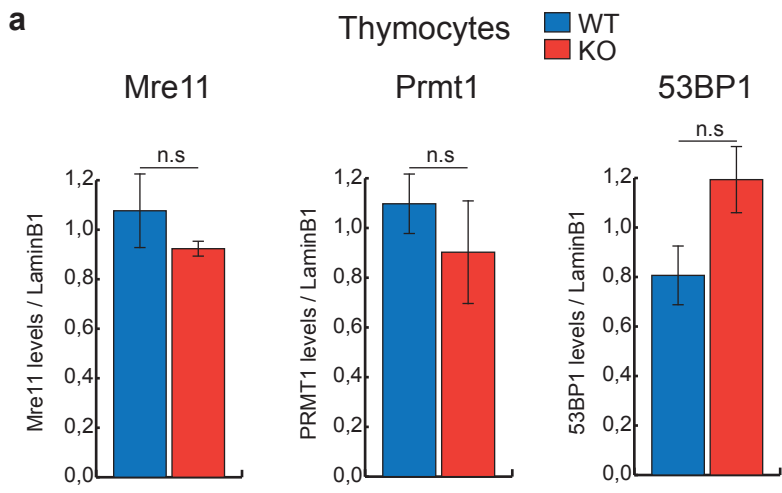 a
Thymocytes
WT
KO
Mre11
Prmt1
53BP1
n.s
n.s
n.s
Mre11 levels / LaminB1
1,2
1,0
0,8
0,6
0,4
0,2
0,0
PRMT1 levels / LaminB1
1,2
1,0
0,8
0,6
0,4
0,2
0,0
53BP1 levels / LaminB1
1,2
1,0
0,8
0,6
0,4
0,2
0,0